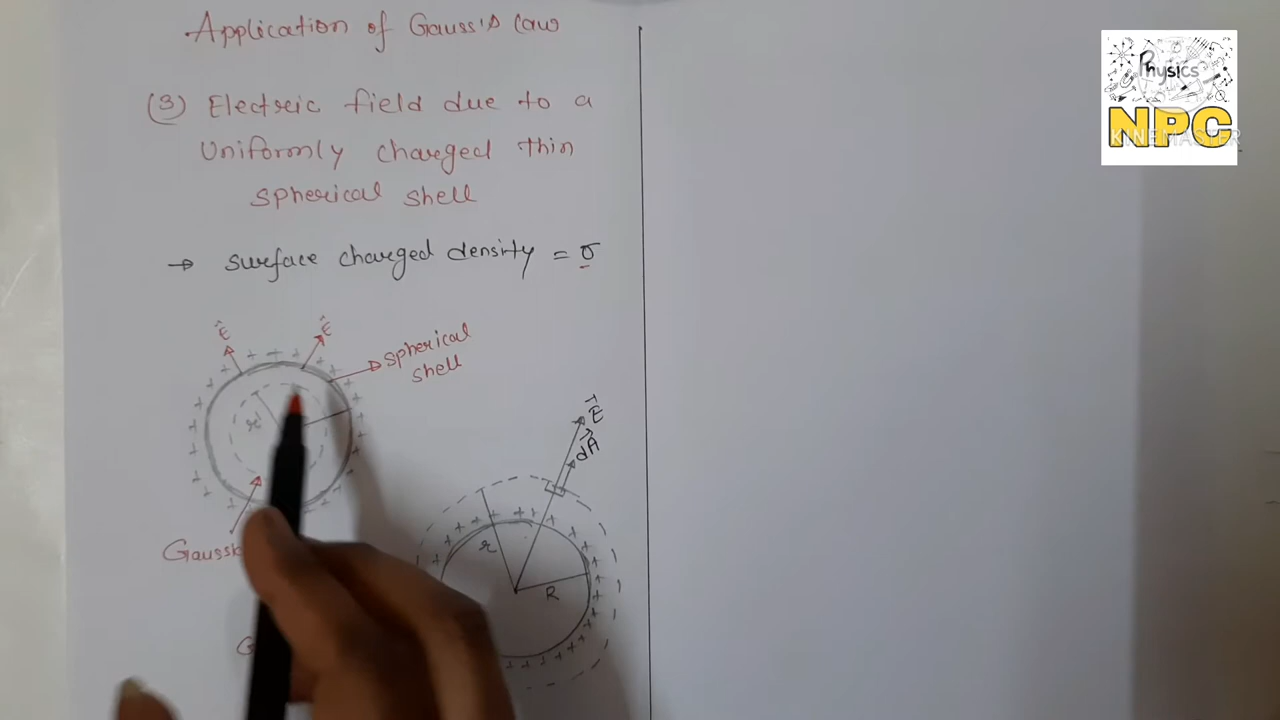 Application of Gauss's law
(3) Electric field due to a
Uniformly charged thin
spherical shell
→ surface charged density = σ
E E
spherical
shell
r'
E
dA
r
R
Physics
NPC
KINEMASTER